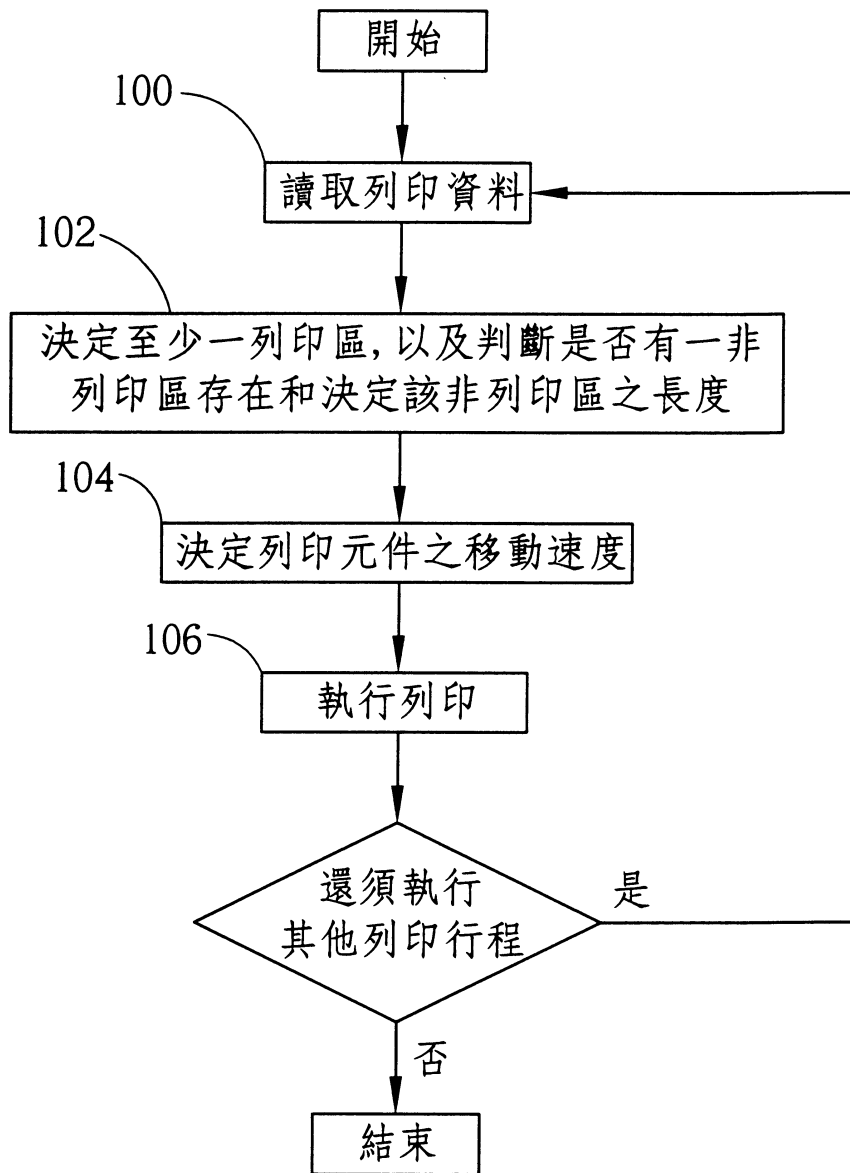 開始
100
讀取列印資料
102
決定至少一列印區,以及判斷是否有一非
列印區存在和決定該非列印區之長度
104
決定列印元件之移動速度
106
執行列印
還須執行
其他列印行程
是
否
結束